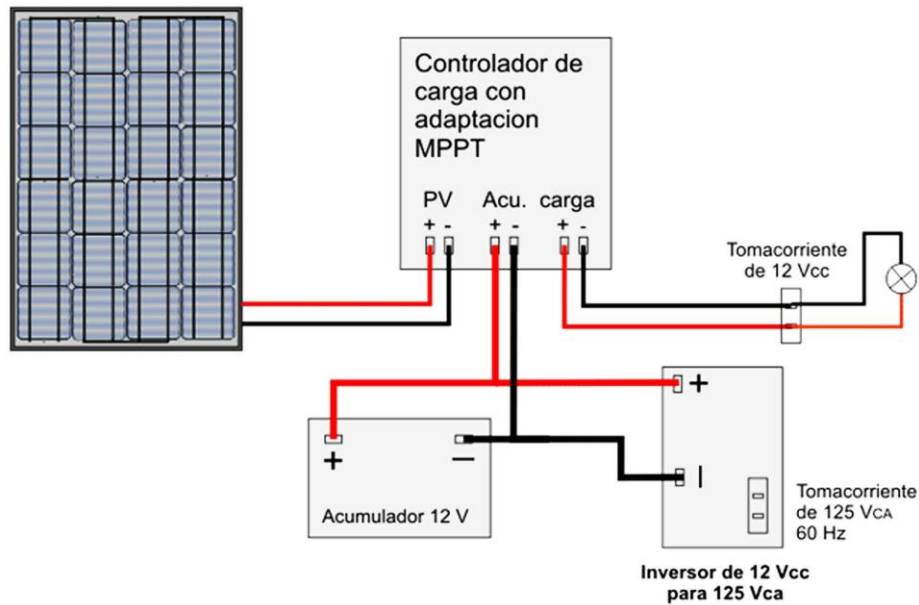 Controlador de
carga con
adaptacion
MPPT
PV Acu. carga
+ - + - + -
Tomacorriente
de 12 Vcc
+ —
Acumulador 12 V
+
|
Tomacorriente
de 125 VCA
60 Hz
Inversor de 12 Vcc
para 125 Vca